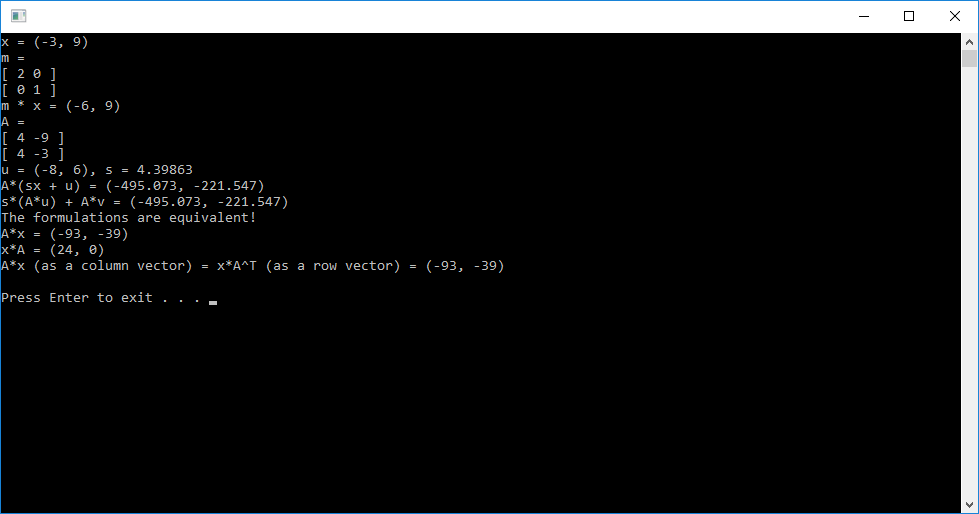 x = (-3, 9)
m =
[ 2 0 ]
[ 0 1 ]
m * x = (-6, 9)
A =
[ 4 -9 ]
[ 4 -3 ]
u = (-8, 6), s = 4.39863
A*(sx + u) = (-495.073, -221.547)
s*(A*u) + A*v = (-495.073, -221.547)
The formulations are equivalent!
A*x = (-93, -39)
x*A = (24, 0)
A*x (as a column vector) = x*A^T (as a row vector) = (-93, -39)
Press Enter to exit . . .